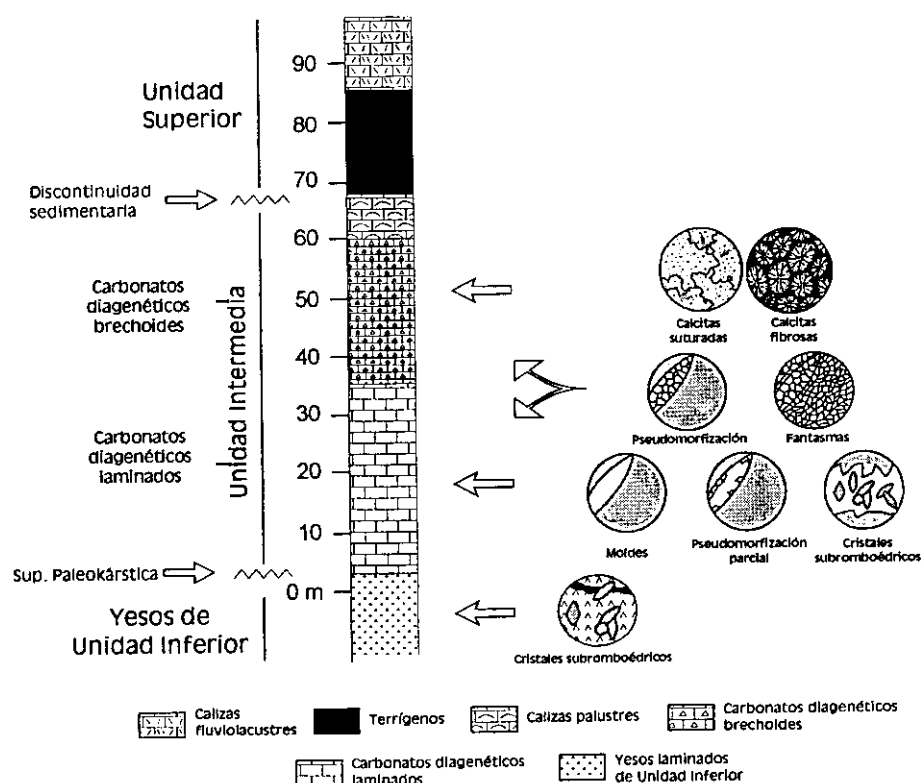 Unidad
Superior
90
80
70
Discontinuidad
sedimentaria
60
Carbonatos
diagenéticos
brechoides
50
40
Unidad Intermedia
30
Carbonatos
diagenéticos
laminados
20
10
Sup. Paleokárstica
0 m
Yesos de
Unidad Inferior
Calcitas
suturadas
Calcitas
fibrosas
Pseudomorfización
Fantasmas
Moldes
Pseudomorfización
parcial
Cristales
subromboédricos
Cristales subromboédricos
Calizas
fluviolacustres
Terrígenos
Calizas palustres
Carbonatos diagenéticos
brechoides
Carbonatos diagenéticos
laminados
Yesos laminados
de Unidad Inferior